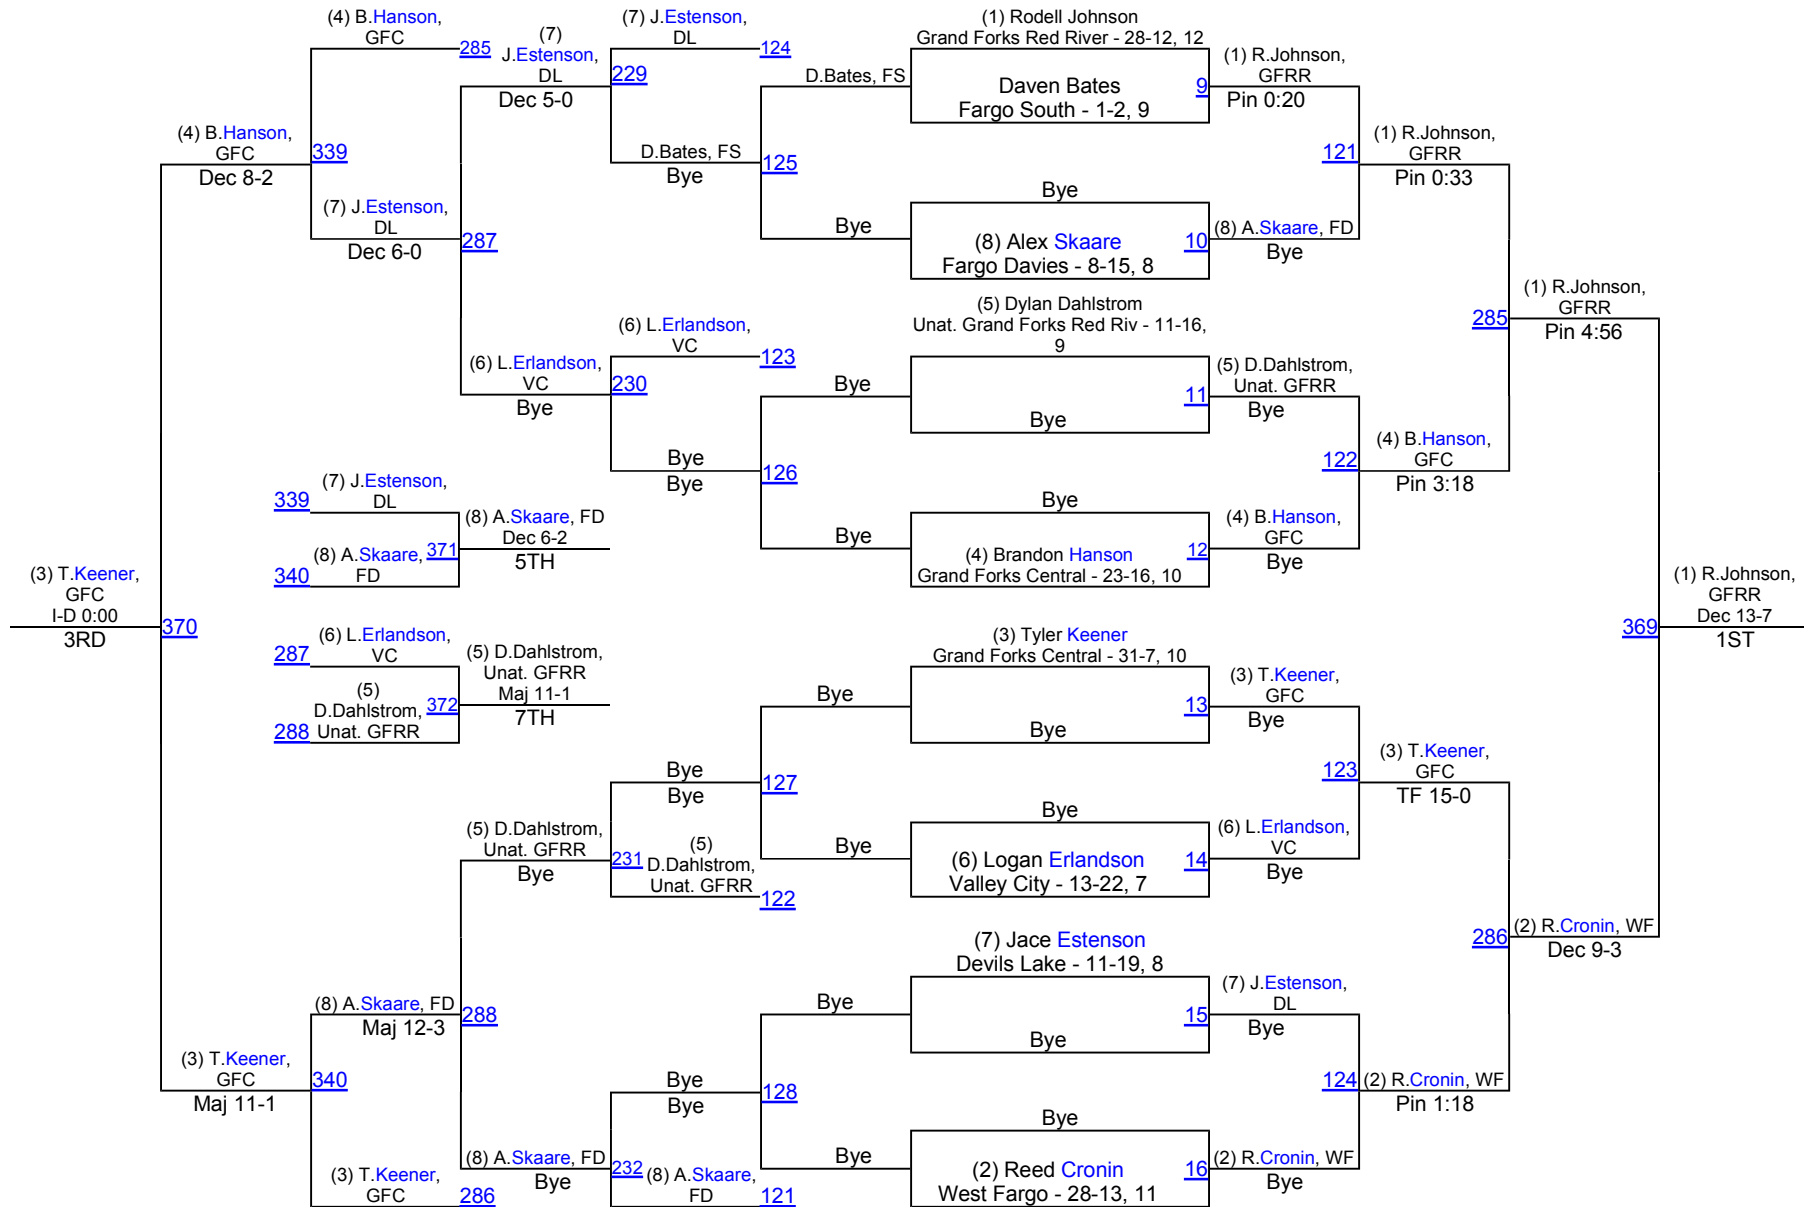 (4) B.Hanson,
GFC
285
(4) B.Hanson,
GFC
Dec 8-2
339
(7) J.Estenson,
DL
Dec 6-0
(7)
J.Estenson,
DL
Dec 5-0
229
287
(6) L.Erlandson,
VC
Bye
(7) J.Estenson,
DL
124
D.Bates, FS
Bye
125
D.Bates, FS
Bye
(6) L.Erlandson,
VC
123
230
Bye
Bye
126
Bye
Bye
(1) Rodell Johnson
Grand Forks Red River - 28-12, 12
Daven Bates
Fargo South - 1-2, 9
9
Bye
(8) Alex Skaare
Fargo Davies - 8-15, 8
10
(5) Dylan Dahlstrom
Unat. Grand Forks Red Riv - 11-16,
9
11
Bye
Bye
(4) Brandon Hanson
Grand Forks Central - 23-16, 10
12
(1) R.Johnson,
GFRR
Pin 0:20
121
(8) A.Skaare, FD
Bye
(1) R.Johnson,
GFRR
Pin 0:33
(5) D.Dahlstrom,
Unat. GFRR
Bye
122
(4) B.Hanson,
GFC
Bye
(4) B.Hanson,
GFC
Pin 3:18
285
(1) R.Johnson,
GFRR
Pin 4:56
339
(7) J.Estenson,
DL
340
(8) A.Skaare,
FD
371
(8) A.Skaare, FD
Dec 6-2
5TH
(3) T.Keener,
GFC
I-D 0:00
3RD
370
287
(6) L.Erlandson,
VC
288
(5)
D.Dahlstrom,
Unat. GFRR
372
(5) D.Dahlstrom,
Unat. GFRR
Maj 11-1
7TH
369
(1) R.Johnson,
GFRR
Dec 13-7
1ST
(3) Tyler Keener
Grand Forks Central - 31-7, 10
13
Bye
Bye
(6) Logan Erlandson
Valley City - 13-22, 7
14
(7) Jace Estenson
Devils Lake - 11-19, 8
15
Bye
Bye
(2) Reed Cronin
West Fargo - 28-13, 11
16
(3) T.Keener,
GFC
Bye
123
(6) L.Erlandson,
VC
Bye
(3) T.Keener,
GFC
TF 15-0
(7) J.Estenson,
DL
Bye
124
(2) R.Cronin, WF
Bye
(2) R.Cronin, WF
Pin 1:18
286
(2) R.Cronin, WF
Dec 9-3
Bye
127
Bye
Bye
Bye
(5) D.Dahlstrom,
Unat. GFRR
Bye
231
(5)
D.Dahlstrom,
Unat. GFRR
122
(8) A.Skaare, FD
Maj 12-3
288
(3) T.Keener,
GFC
Maj 11-1
340
Bye
128
Bye
Bye
Bye
(8) A.Skaare, FD
Bye
232
(8) A.Skaare,
FD
121
(3) T.Keener,
GFC
286